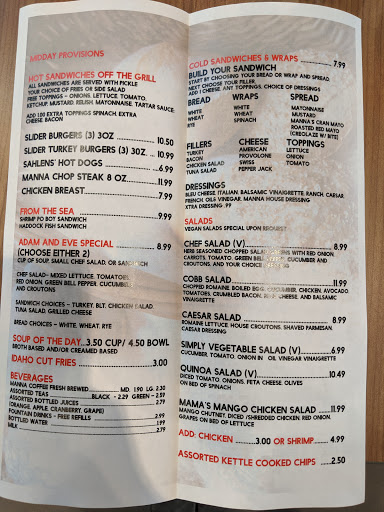 MIDDAY PROVISIONS
HOT SANDWICHES OFF THE GRILL
ALL SANDWICHES ARE SERVED WITH PICKLE
YOUR CHOICE OF FRIES OR SIDE SALAD
FREE TOPPINGS - ONIONS, LETTUCE, TOMATO,
KETCHUP, MUSTARD, RELISH, MAYONNAISE, TARTAR SAUCE,
ADD 1.00 EXTRA TOPPINGS SPINACH, EXTRA
CHEESE, BACON
SLIDER BURGERS (3) 3OZ .......... 10.50
SLIDER TURKEY BURGERS (3) 3OZ. ... 10.99
SAHLENS' HOT DOGS ................ 6.99
MANNA CHOP STEAK 8 OZ. .........11.99
CHICKEN BREAST.....................7.99
FROM THE SEA ................ 9.99
SHRIMP PO BOY SANDWICH
HADDOCK FISH SANDWICH
ADAM AND EVE SPECIAL ............ 8.99
(CHOOSE EITHER 2)
CUP OF SOUP, SMALL CHEF SALAD, OR SANDWICH
CHEF SALAD- MIXED LETTUCE, TOMATOES,
RED ONION, GREEN BELL PEPPER, CUCUMBER,
AND CROUTONS
SANDWICH CHOICES - TURKEY, BLT, CHICKEN SALAD,
TUNA SALAD, GRILLED CHEESE
BREAD CHOICES - WHITE, WHEAT, RYE
SOUP OF THE DAY...3.50 CUP/ 4.50 BOWL
BROTH BASED AND/OR CREAMED BASED
IDAHO CUT FRIES .................3.00
BEVERAGES
MANNA COFFEE FRESH BREWED...........MD. 1.90 LG. 2.30
ASSORTED TEAS ............BLACK - 2.29 GREEN - 2.59
ASSORTED BOTTLED JUICES ................2.79
(ORANGE, APPLE, CRANBERRY, GRAPE)
FOUNTAIN DRINKS - FREE REFILLS .............2.99
BOTTLED WATER ..................1.99
MILK ..................2.79
COLD SANDWICHES & WRAPS ............7.99
BUILD YOUR SANDWICH
START BY CHOOSING YOUR BREAD OR WRAP AND SPREAD.
NEXT CHOOSE YOUR FILLER,
ADD 1 CHEESE, ANY TOPPINGS, CHOICE OF DRESSINGS
BREAD WRAPS SPREAD
WHITE WHITE MAYONNAISE
WHEAT WHEAT MUSTARD
RYE SPINACH MANNA'S CRAN MAYO
ROASTED RED MAYO
(CREOLAIZE W/ BITE)
FILLERS CHEESE TOPPINGS
TURKEY AMERICAN LETTUCE
BACON PROVOLONE ONION
CHICKEN SALAD SWISS TOMATO
TUNA SALAD PEPPER JACK
DRESSINGS
BLEU CHEESE, ITALIAN, BALSAMIC VINAIGRETTE, RANCH, CAESAR,
FRENCH, OIL& VINEGAR, MANNA HOUSE DRESSING
XTRA DRESSING .99
SALADS
VEGAN SALADS SPECIAL UPON REQUEST
CHEF SALAD (V)......................8.99
HERB SEASONED CHOPPED SALAD GREENS WITH RED ONION,
CARROTS, TOMATO, GREEN BELL PEPPER, CUCUMBER AND
CROUTONS, AND YOUR CHOICE DRESSING
COBB SALAD ......................11.99
CHOPPED ROMAINE, BOILED EGGS, CUCUMBER, CHICKEN, AVOCADO,
TOMATOES, CRUMBLED BACON, BLEU CHEESE, AND BALSAMIC
VINAIGRETTE
CAESAR SALAD ....................8.99
ROMAINE LETTUCE, HOUSE CROUTONS, SHAVED PARMESAN,
CAESAR DRESSING
SIMPLY VEGETABLE SALAD (V)........6.99
CUCUMBER, TOMATO, ONION IN OIL VINEGAR VINAIGRETTE
QUINOA SALAD (V)...............10.49
DICED TOMATO, ONIONS, FETA CHEESE, OLIVES
ON BED OF SPINACH
MAMA'S MANGO CHICKEN SALAD .......11.99
MANGO CHUTNEY, DICED /SHREDDED CHICKEN, RED ONION,
GRAPES ON BED OF LETTUCE
ADD: CHICKEN ...........3.00 OR SHRIMP........ 4.99
ASSORTED KETTLE COOKED CHIPS ......2.50